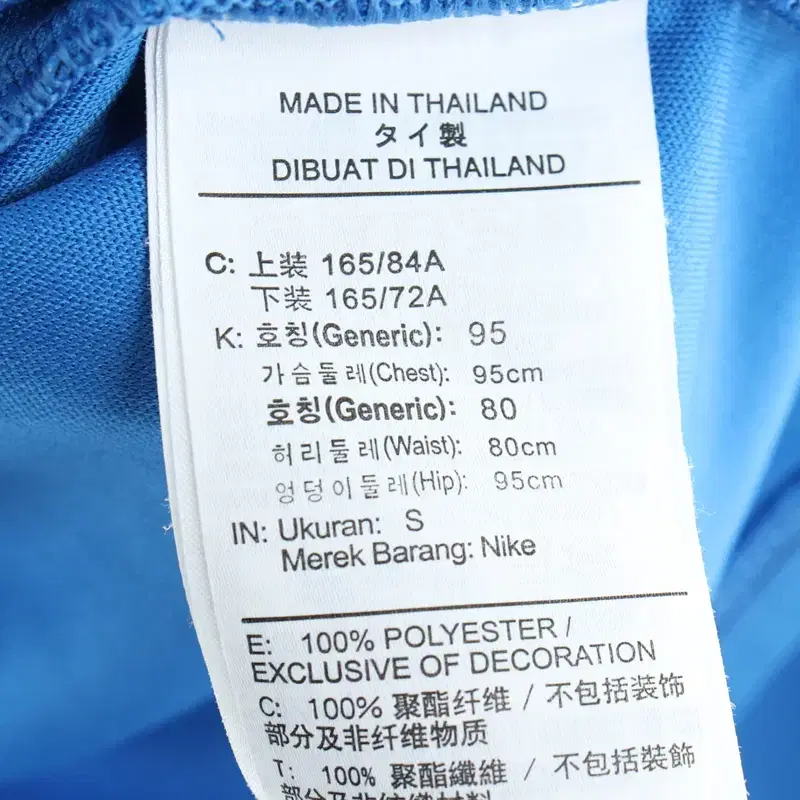 MADE IN THAILAND
タイ製
DIBUAT DI THAILAND
C: 上装 165/84A
下装 165/72A
K: 호칭(Generic): 95
가슴둘레(Chest): 95cm
호칭(Generic): 80
허리둘레(Waist): 80cm
엉덩이둘레(Hip): 95cm
IN: Ukuran: S
Merek Barang: Nike
E: 100% POLYESTER /
EXCLUSIVE OF DECORATION
C: 100% 聚酯纤维 / 不包括装饰
部分及非纤维物质
T: 100% 聚酯纖維 / 不包括裝飾